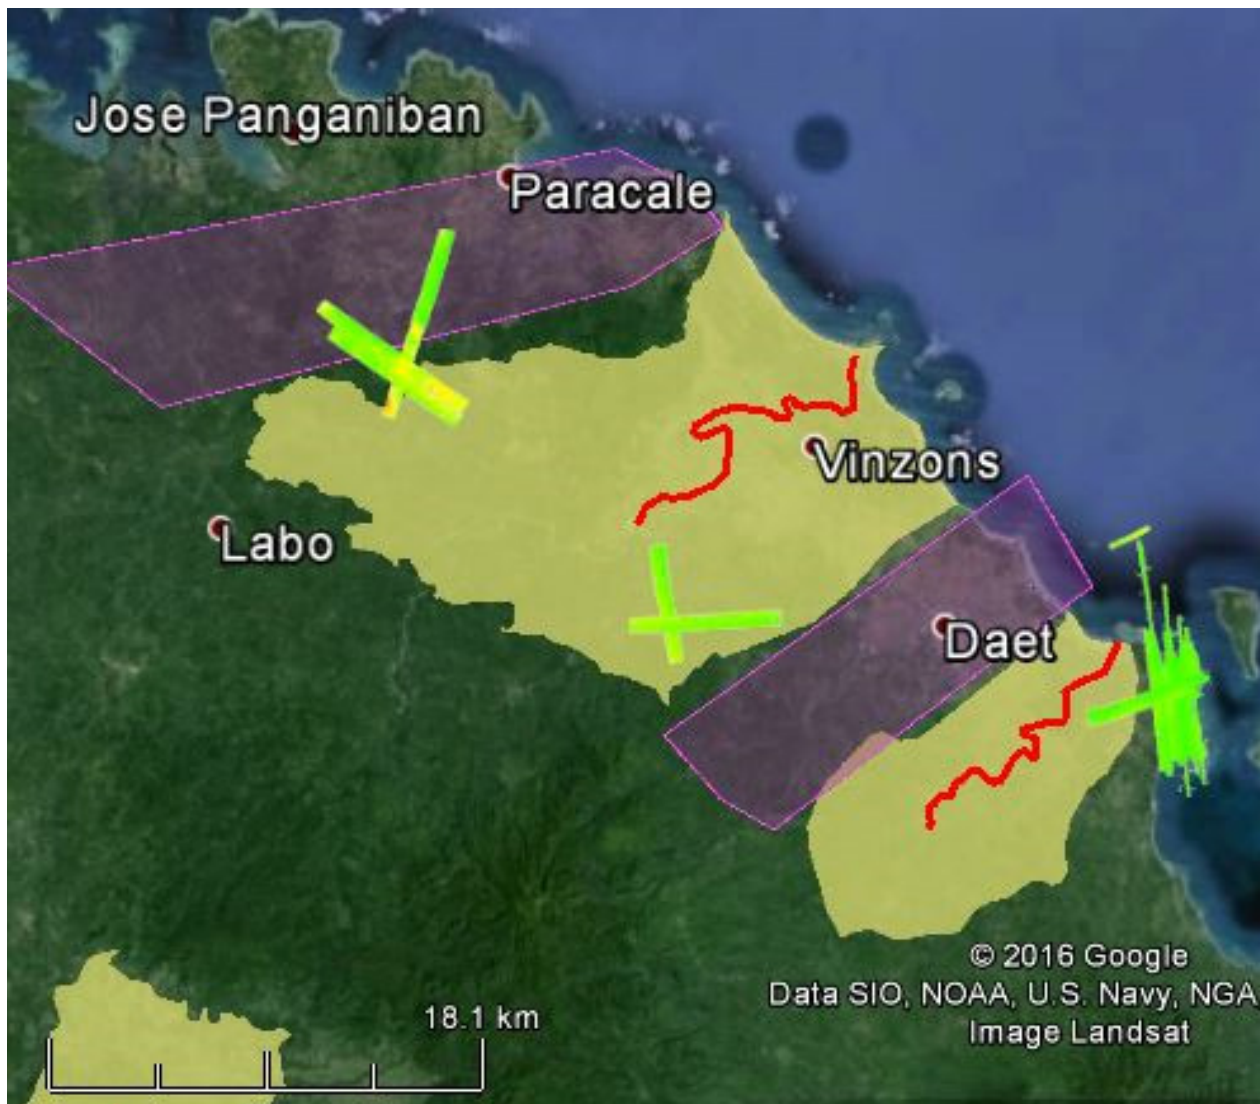 Jose Panganiban
Paracale
Vinzons
Labo
Daet
© 2016 Google
Data SIO, NOAA, U.S. Navy, NGA
Image Landsat
18.1 km